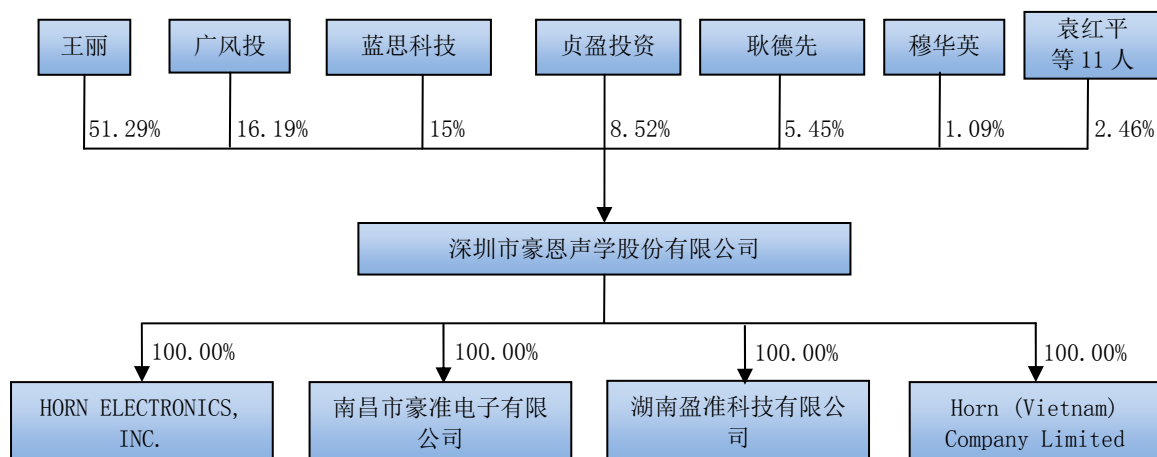 王丽
广风投
蓝思科技
贞盈投资
耿德先
穆华英
袁红平
等 11 人
51.29%
16.19%
15%
8.52%
5.45%
1.09%
2.46%
深圳市豪恩声学股份有限公司
100.00%
100.00%
100.00%
100.00%
HORN ELECTRONICS,
INC.
南昌市豪准电子有限
公司
湖南盈准科技有限公
司
Horn (Vietnam)
Company Limited